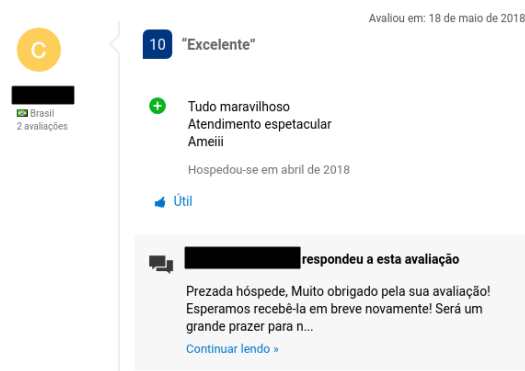 Avaliou em: 18 de maio de 2018
C
10 “Excelente”
Brasil
2 avaliações
Tudo maravilhoso
Atendimento espetacular
Ameiii
Hospedou-se em abril de 2018
Útil
respondeu a esta avaliação
Prezada hóspede, Muito obrigado pela sua avaliação!
Esperamos recebê-la em breve novamente! Será um
grande prazer para n...
Continuar lendo »